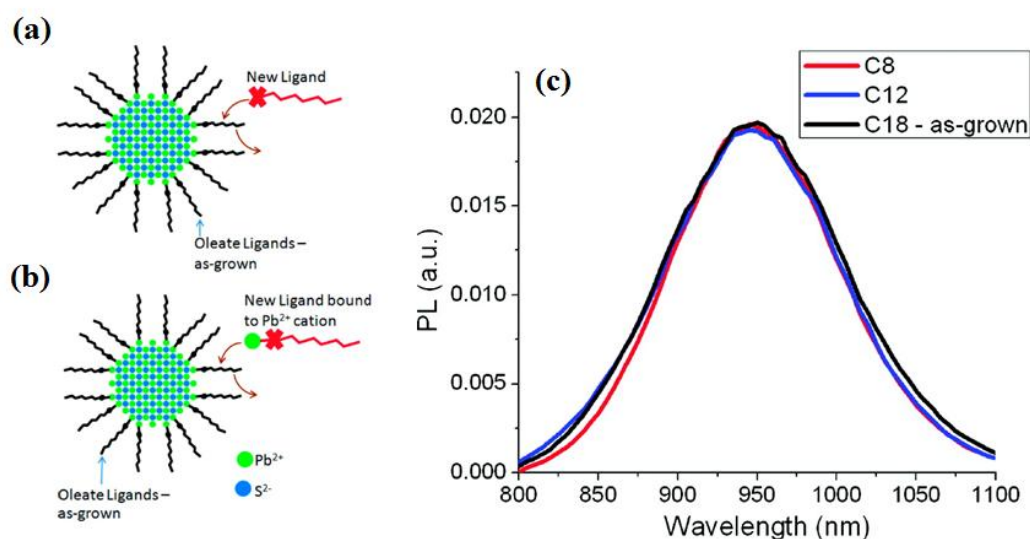 (a)
New Ligand
Oleate Ligands –
as-grown
(b)
New Ligand bound
to Pb²⁺ cation
Pb²⁺
S²⁻
Oleate Ligands –
as-grown
(c)
C8
C12
C18 - as-grown
PL (a.u.)
0.020
0.015
0.010
0.005
0.000
800 850 900 950 1000 1050 1100
Wavelength (nm)